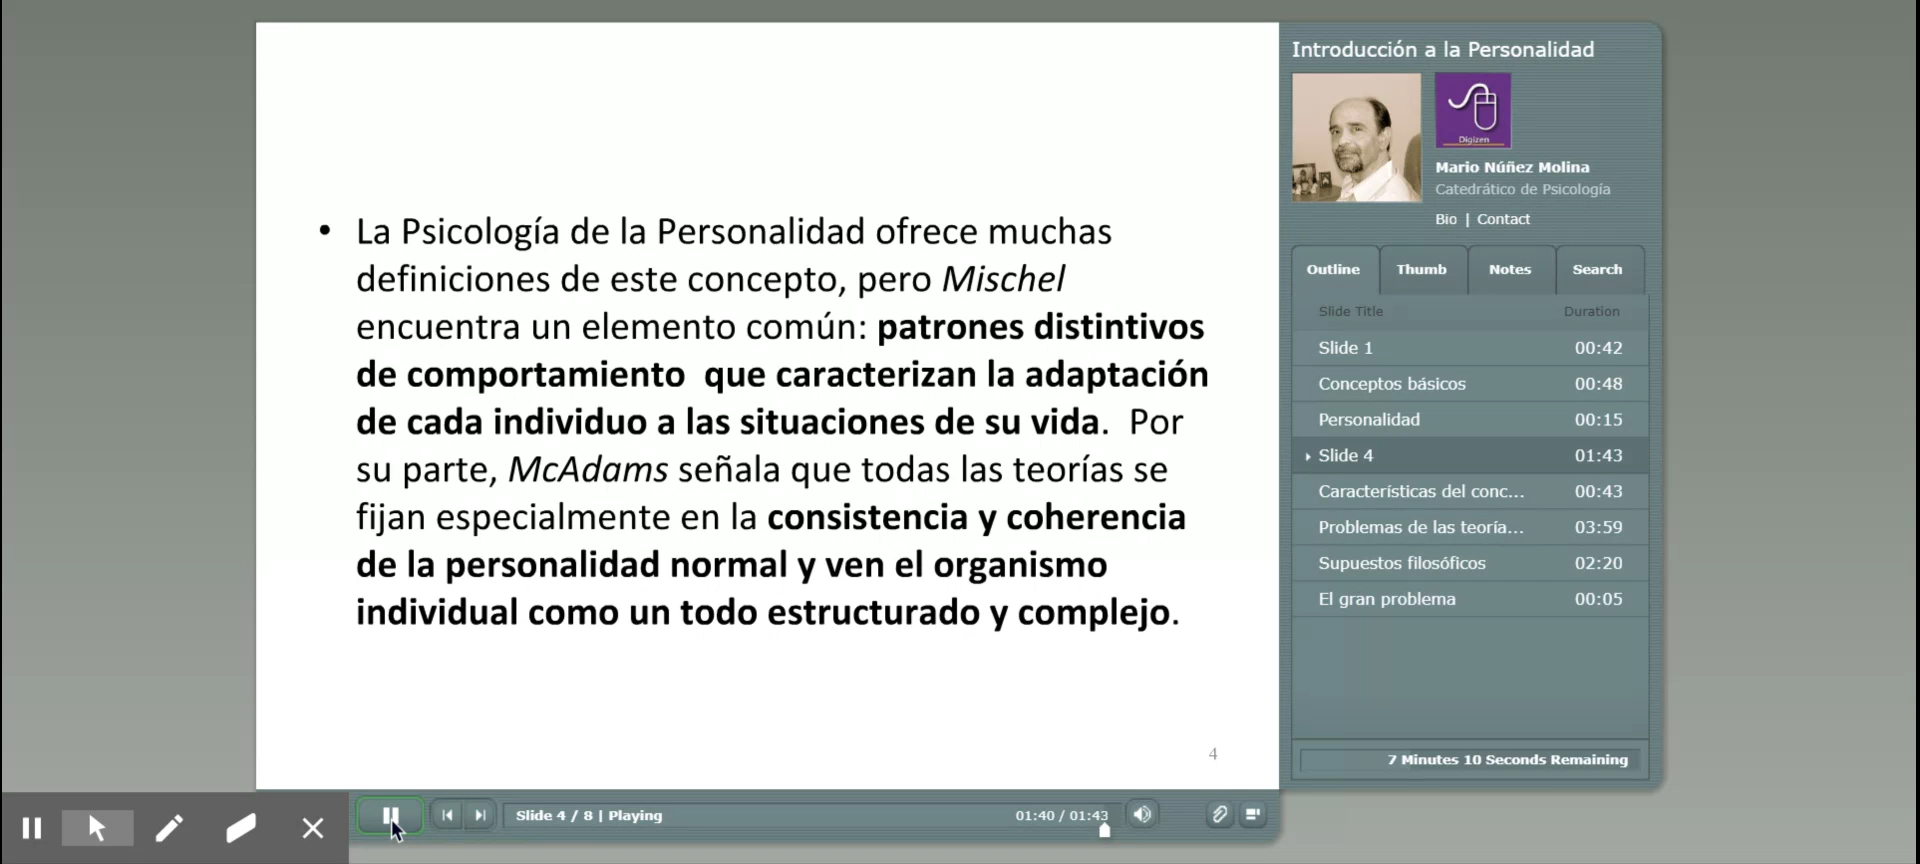 • La Psicología de la Personalidad ofrece muchas
definiciones de este concepto, pero Mischel
encuentra un elemento común: patrones distintivos
de comportamiento  que caracterizan la adaptación
de cada individuo a las situaciones de su vida.  Por
su parte, McAdams señala que todas las teorías se
fijan especialmente en la consistencia y coherencia
de la personalidad normal y ven el organismo
individual como un todo estructurado y complejo.
4
Introducción a la Personalidad
Digizen
Mario Núñez Molina
Catedrático de Psicología
Bio | Contact
Outline Thumb Notes Search
Slide Title Duration
Slide 1 00:42
Conceptos básicos 00:48
Personalidad 00:15
Slide 4 01:43
Características del conc... 00:43
Problemas de las teoría... 03:59
Supuestos filosóficos 02:20
El gran problema 00:05
7 Minutes 10 Seconds Remaining
Slide 4 / 8 | Playing 01:40 / 01:43